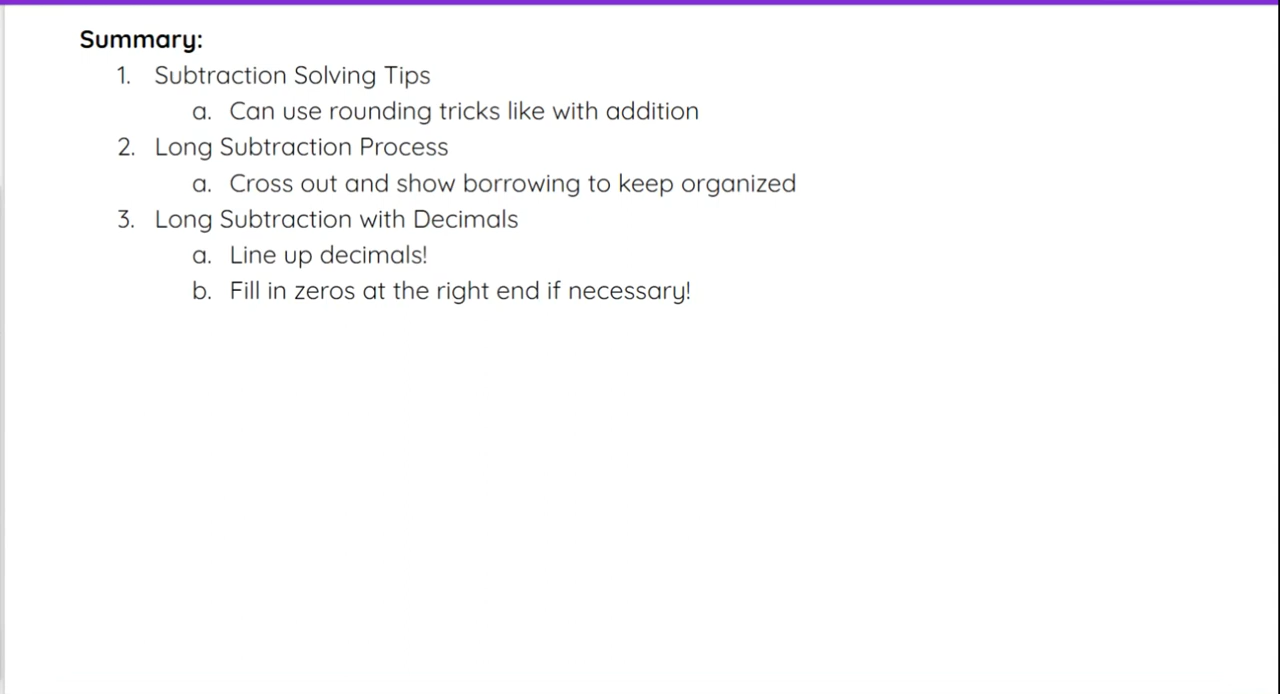 Summary:
1. Subtraction Solving Tips
a. Can use rounding tricks like with addition
2. Long Subtraction Process
a. Cross out and show borrowing to keep organized
3. Long Subtraction with Decimals
a. Line up decimals!
b. Fill in zeros at the right end if necessary!